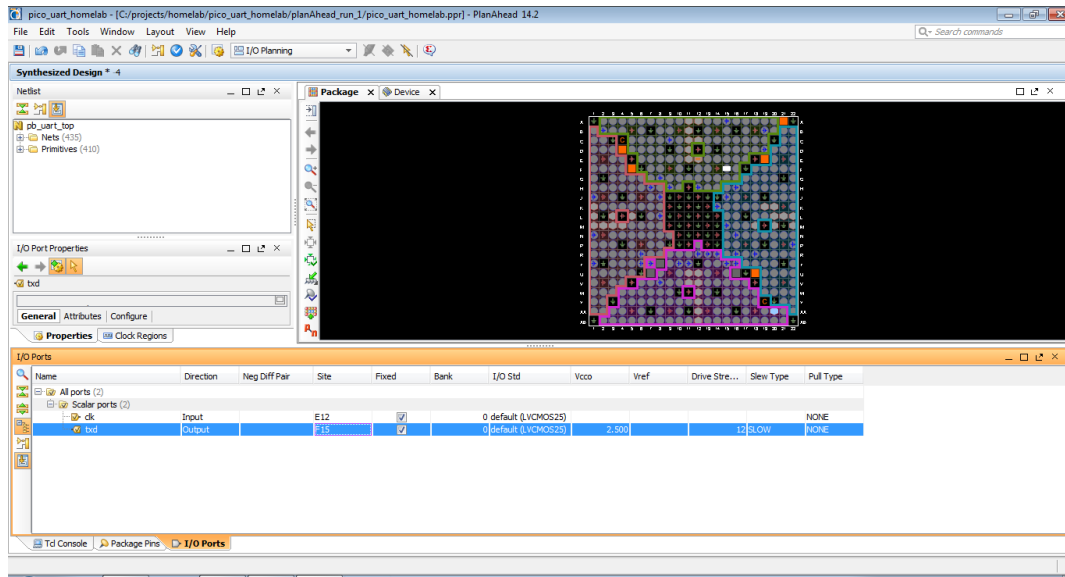 pico_uart_homelab - [C:/projects/homelab/pico_uart_homelab/planAhead_run_1/pico_uart_homelab.ppr] - PlanAhead 14.2
File Edit Tools Window Layout View Help
Q- Search commands
I/O Planning
Synthesized Design * -4
Netlist
pb_uart_top
Nets (435)
Primitives (410)
I/O Port Properties
txd
General Attributes Configure
Properties Clock Regions
Package Device
I/O Ports
Name Direction Neg Diff Pair Site Fixed Bank I/O Std Vcco Vref Drive Stre... Slew Type Pull Type
All ports (2)
Scalar ports (2)
clk Input E12 0 default (LVCMOS25) NONE
txd Output F15 0 default (LVCMOS25) 2.500 12 SLOW NONE
Tcl Console Package Pins I/O Ports